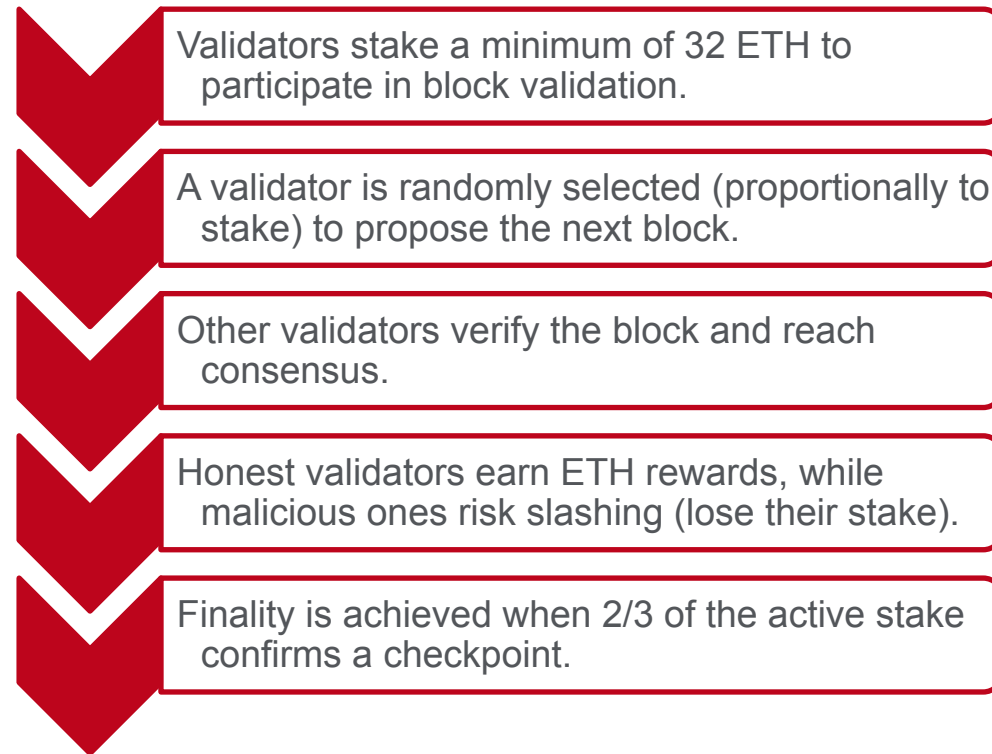 Validators stake a minimum of 32 ETH to
participate in block validation.
A validator is randomly selected (proportionally to
stake) to propose the next block.
Other validators verify the block and reach
consensus.
Honest validators earn ETH rewards, while
malicious ones risk slashing (lose their stake).
Finality is achieved when 2/3 of the active stake
confirms a checkpoint.